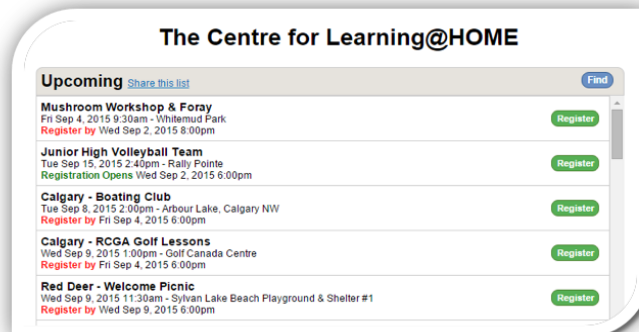 The Centre for Learning@HOME
Upcoming Share this list Find
Mushroom Workshop & Foray
Fri Sep 4, 2015 9:30am - Whitemud Park
Register by Wed Sep 2, 2015 8:00pm
Register
Junior High Volleyball Team
Tue Sep 15, 2015 2:40pm - Rally Pointe
Registration Opens Wed Sep 2, 2015 6:00pm
Register
Calgary - Boating Club
Tue Sep 8, 2015 2:00pm - Arbour Lake, Calgary NW
Register by Fri Sep 4, 2015 6:00pm
Register
Calgary - RCGA Golf Lessons
Wed Sep 9, 2015 1:00pm - Golf Canada Centre
Register by Fri Sep 4, 2015 6:00pm
Register
Red Deer - Welcome Picnic
Wed Sep 9, 2015 11:30am - Sylvan Lake Beach Playground & Shelter #1
Register by Wed Sep 9, 2015 6:00pm
Register